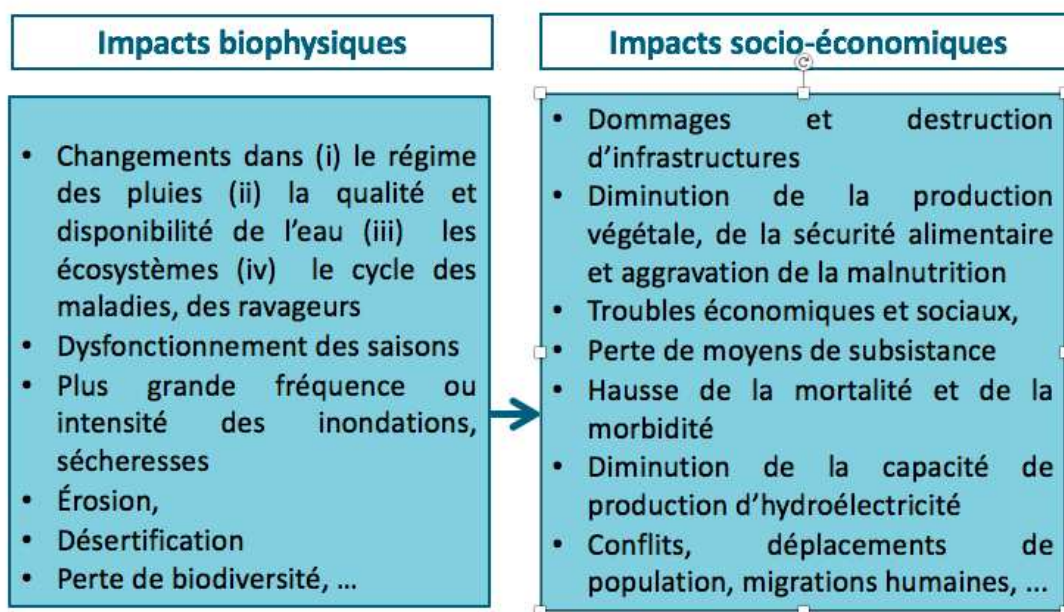 Impacts biophysiques
• Changements dans (i) le régime
des pluies (ii) la qualité et
disponibilité de l'eau (iii) les
écosystèmes (iv) le cycle des
maladies, des ravageurs
• Dysfonctionnement des saisons
• Plus grande fréquence ou
intensité des inondations,
sécheresses
• Érosion,
• Désertification
• Perte de biodiversité, ...
Impacts socio-économiques
• Dommages et destruction
d'infrastructures
• Diminution de la production
végétale, de la sécurité alimentaire
et aggravation de la malnutrition
• Troubles économiques et sociaux,
• Perte de moyens de subsistance
• Hausse de la mortalité et de la
morbidité
• Diminution de la capacité de
production d'hydroélectricité
• Conflits, déplacements de
population, migrations humaines, ...